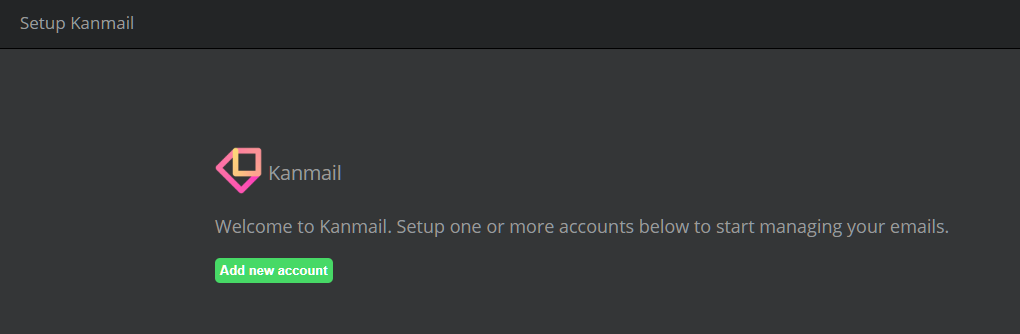 Setup Kanmail
Kanmail
Welcome to Kanmail. Setup one or more accounts below to start managing your emails.
Add new account